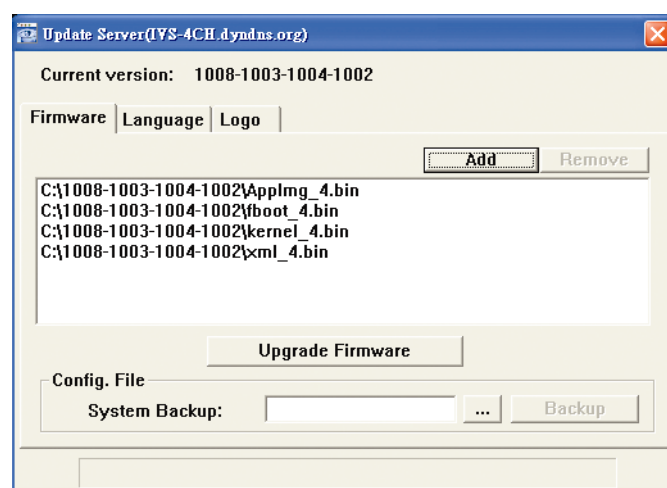 Update Server(IVS-4CH.dyndns.org)
Current version: 1008-1003-1004-1002
Firmware Language Logo
Add Remove
C:\1008-1003-1004-1002\AppImg_4.bin
C:\1008-1003-1004-1002\fboot_4.bin
C:\1008-1003-1004-1002\kernel_4.bin
C:\1008-1003-1004-1002\xml_4.bin
Upgrade Firmware
Config. File
System Backup: ... Backup